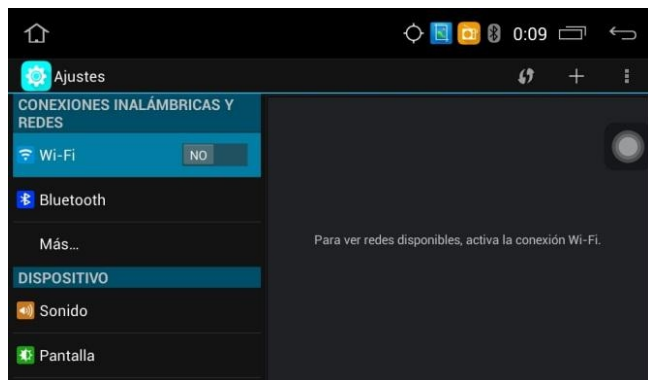 0:09
Ajustes
CONEXIONES INALÁMBRICAS Y
REDES
Wi-Fi NO
Bluetooth
Más...
Para ver redes disponibles, activa la conexión Wi-Fi.
DISPOSITIVO
Sonido
Pantalla